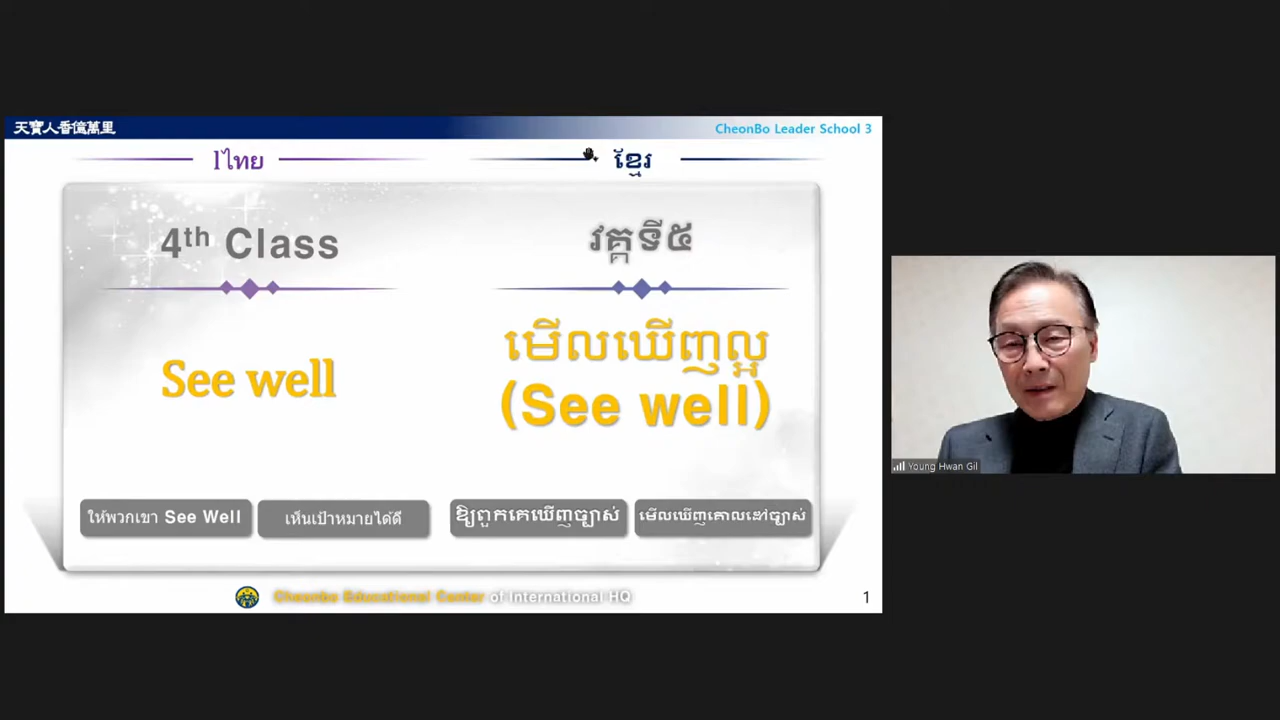 天寶人香億萬里
CheonBo Leader School 3
1ไทย
ខ្មែរ
4th Class
វគ្គទី៥
See well
មើលឃើញល្អ
(See well)
ให้พวกเขา See Well
เห็นเป้าหมายได้ดี
ឱ្យពួកគេឃើញច្បាស់
មើលឃើញគោលដៅច្បាស់
Cheonbo Educational Center of International HQ
1
Young Hwan Gil